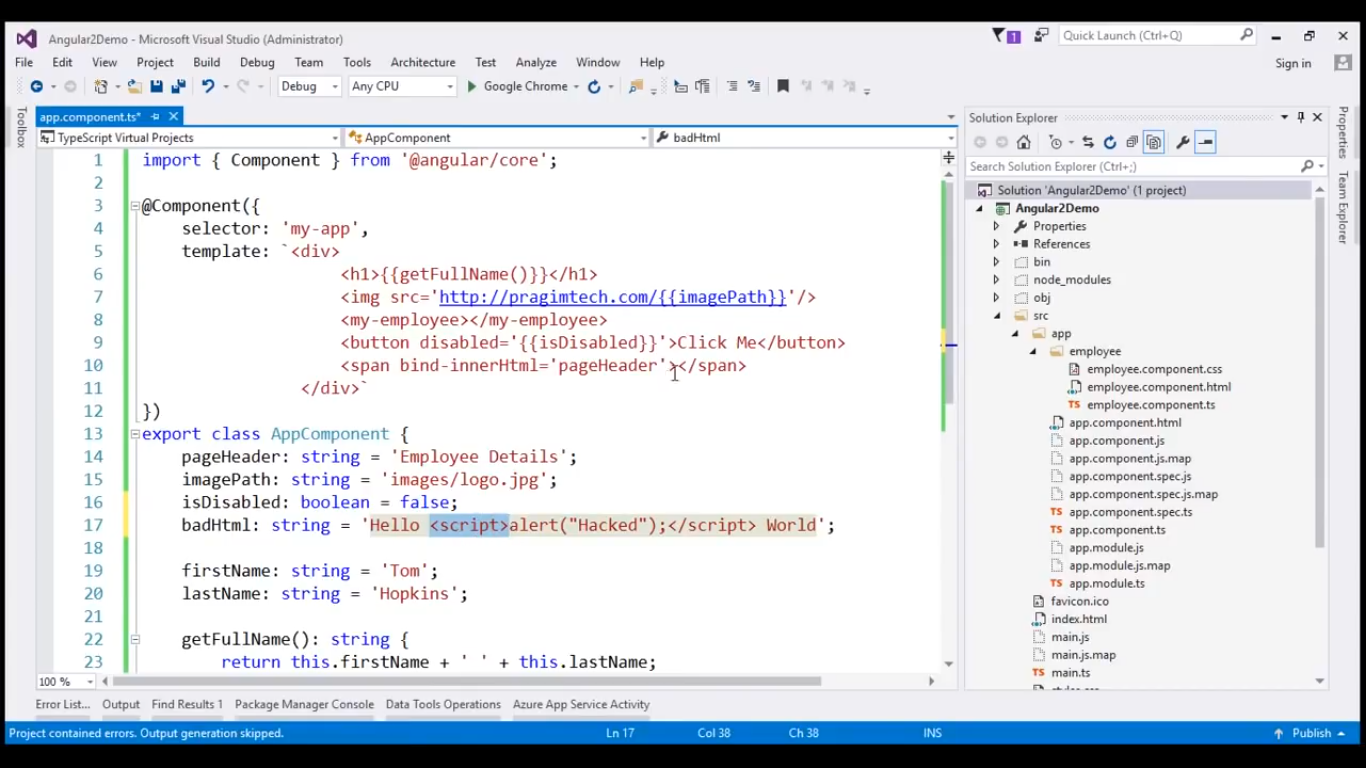 Angular2Demo - Microsoft Visual Studio (Administrator)
1
Quick Launch (Ctrl+Q)
File Edit View Project Build Debug Team Tools Architecture Test Analyze Window Help
Sign in
Debug Any CPU Google Chrome
Toolbox
app.component.ts*
TypeScript Virtual Projects AppComponent badHtml
1 import { Component } from '@angular/core';
2
3 @Component({
4 selector: 'my-app',
5 template: `<div>
6 <h1>{{getFullName()}}</h1>
7 <img src='http://pragimtech.com/{{imagePath}}'/>
8 <my-employee></my-employee>
9 <button disabled='{{isDisabled}}'>Click Me</button>
10 <span bind-innerHtml='pageHeader'></span>
11 </div>`
12 })
13 export class AppComponent {
14 pageHeader: string = 'Employee Details';
15 imagePath: string = 'images/logo.jpg';
16 isDisabled: boolean = false;
17 badHtml: string = 'Hello <script>alert("Hacked");</script> World';
18
19 firstName: string = 'Tom';
20 lastName: string = 'Hopkins';
21
22 getFullName(): string {
23 return this.firstName + ' ' + this.lastName;
100 %
Solution Explorer
Search Solution Explorer (Ctrl+;)
Solution 'Angular2Demo' (1 project)
Angular2Demo
Properties
References
bin
node_modules
obj
src
app
employee
employee.component.css
employee.component.html
employee.component.ts
app.component.html
app.component.js
app.component.js.map
app.component.spec.js
app.component.spec.js.map
app.component.spec.ts
app.component.ts
app.module.js
app.module.js.map
app.module.ts
favicon.ico
index.html
main.js
main.js.map
main.ts
Properties
Team Explorer
Error List... Output Find Results 1 Package Manager Console Data Tools Operations Azure App Service Activity
Project contained errors. Output generation skipped. Ln 17 Col 38 Ch 38 INS Publish